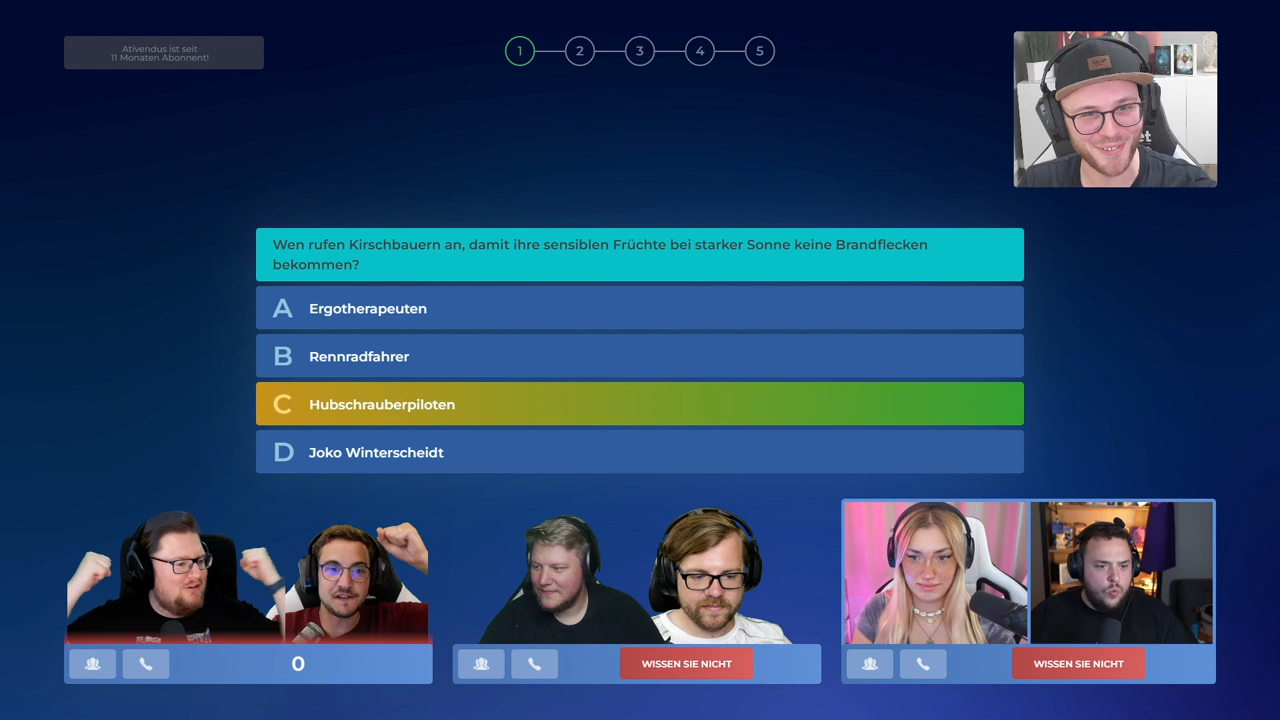 Ativendus ist seit
11 Monaten Abonnent!
1 2 3 4 5
et
Wen rufen Kirschbauern an, damit ihre sensiblen Früchte bei starker Sonne keine Brandflecken
bekommen?
A Ergotherapeuten
B Rennradfahrer
C Hubschrauberpiloten
D Joko Winterscheidt
0
WISSEN SIE NICHT
WISSEN SIE NICHT